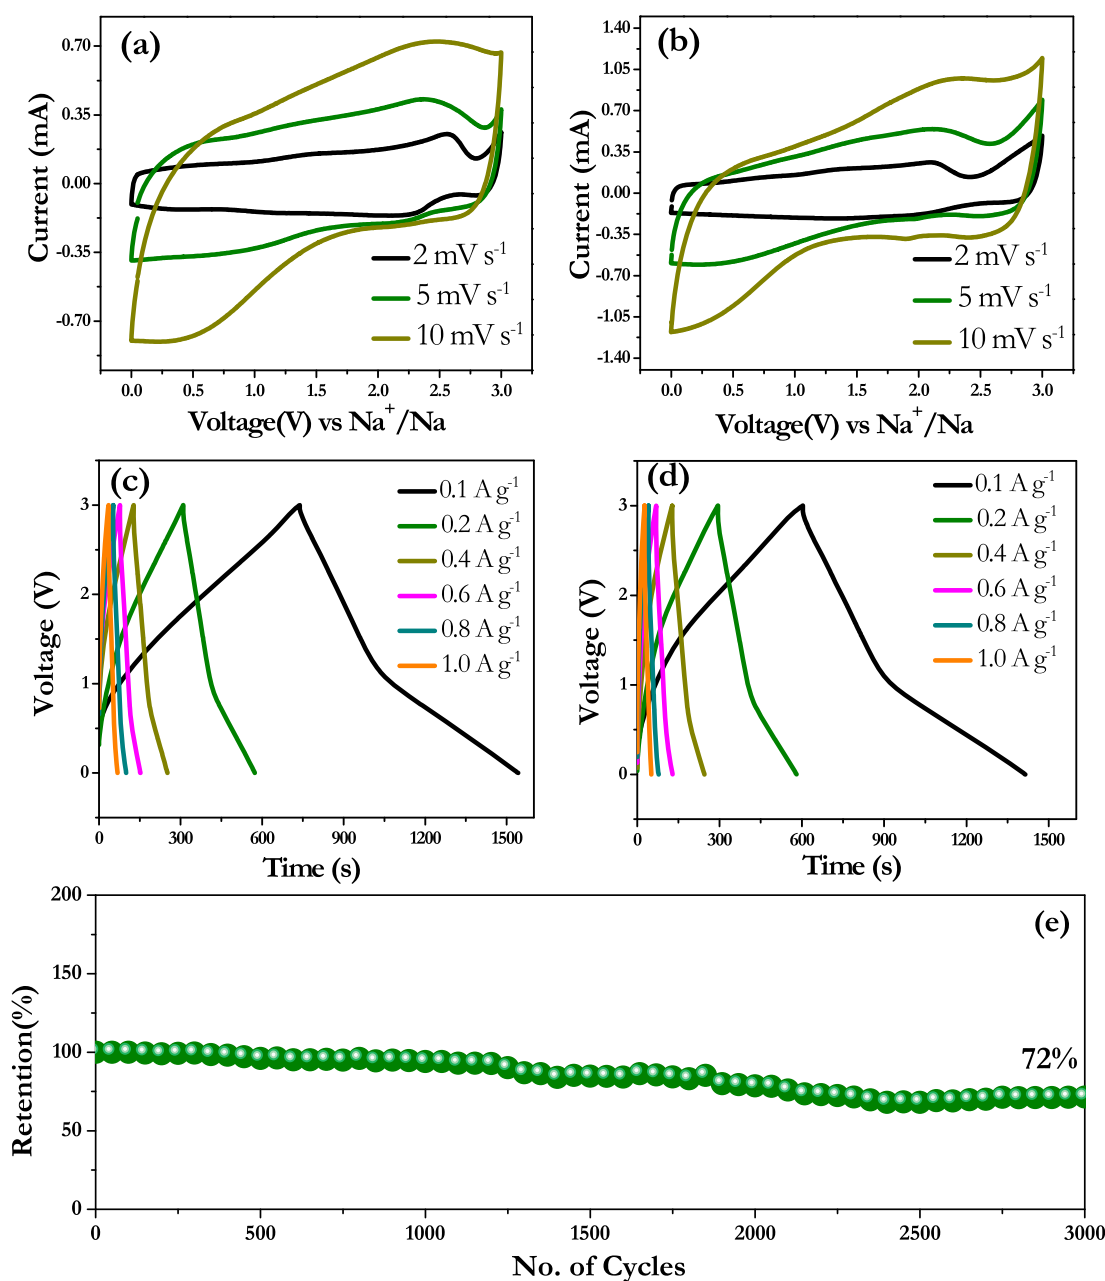 (a)
0.70
0.35
0.00
-0.35
-0.70
Current (mA)
2 mV s⁻¹
5 mV s⁻¹
10 mV s⁻¹
0.0 0.5 1.0 1.5 2.0 2.5 3.0
Voltage(V) vs Na⁺/Na
(b)
1.40
1.05
0.70
0.35
0.00
-0.35
-0.70
-1.05
-1.40
Current (mA)
2 mV s⁻¹
5 mV s⁻¹
10 mV s⁻¹
0.0 0.5 1.0 1.5 2.0 2.5 3.0
Voltage(V) vs Na⁺/Na
(c)
3
2
1
0
Voltage (V)
0.1 A g⁻¹
0.2 A g⁻¹
0.4 A g⁻¹
0.6 A g⁻¹
0.8 A g⁻¹
1.0 A g⁻¹
0 300 600 900 1200 1500
Time (s)
(d)
3
2
1
0
Voltage (V)
0.1 A g⁻¹
0.2 A g⁻¹
0.4 A g⁻¹
0.6 A g⁻¹
0.8 A g⁻¹
1.0 A g⁻¹
0 300 600 900 1200 1500
Time (s)
(e)
200
150
100
50
0
Retention(%)
72%
0 500 1000 1500 2000 2500 3000
No. of Cycles